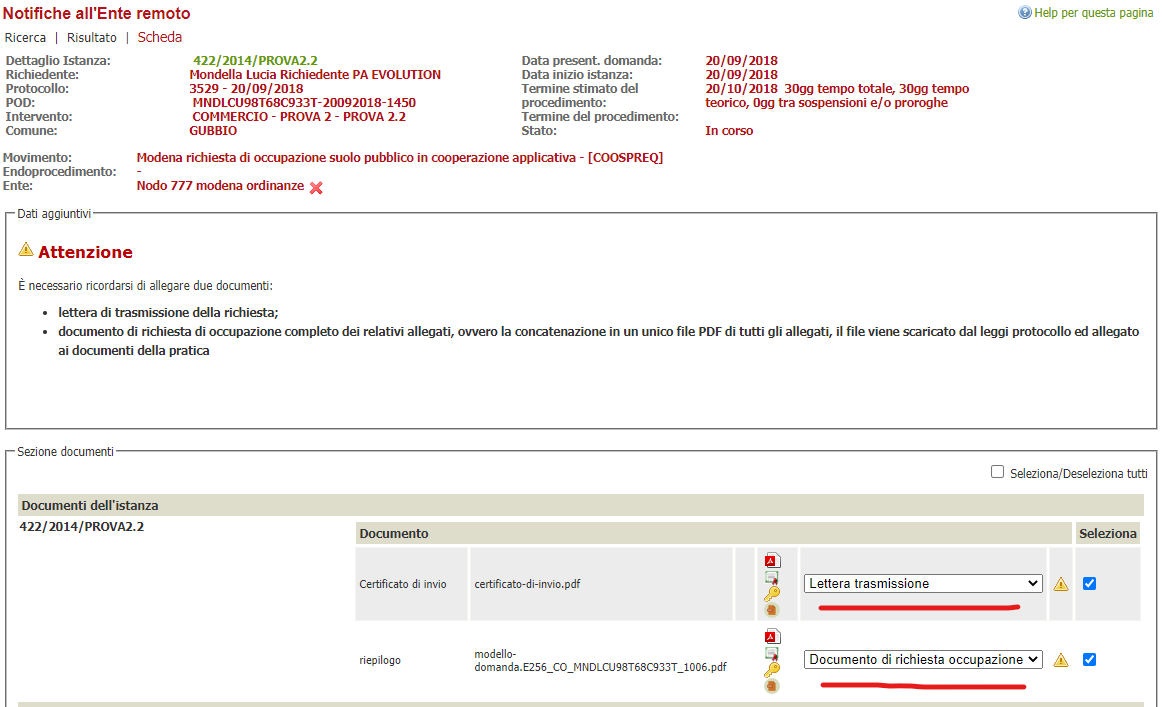 Notifiche all'Ente remoto
Help per questa pagina
Ricerca | Risultato | Scheda
Dettaglio Istanza: 422/2014/PROVA2.2
Richiedente: Mondella Lucia Richiedente PA EVOLUTION
Protocollo: 3529 - 20/09/2018
POD: MNDLCU98T68C933T-20092018-1450
Intervento: COMMERCIO - PROVA 2 - PROVA 2.2
Comune: GUBBIO
Data present. domanda: 20/09/2018
Data inizio istanza: 20/09/2018
Termine stimato del 20/10/2018 30gg tempo totale, 30gg tempo
procedimento: teorico, 0gg tra sospensioni e/o proroghe
Termine del procedimento:
Stato: In corso
Movimento: Modena richiesta di occupazione suolo pubblico in cooperazione applicativa - [COOSPREQ]
Endoprocedimento: -
Ente: Nodo 777 modena ordinanze
Dati aggiuntivi
Attenzione
È necessario ricordarsi di allegare due documenti:
• lettera di trasmissione della richiesta;
• documento di richiesta di occupazione completo dei relativi allegati, ovvero la concatenazione in un unico file PDF di tutti gli allegati, il file viene scaricato dal leggi protocollo ed allegato
ai documenti della pratica
Sezione documenti
Seleziona/Deseleziona tutti
Documenti dell'istanza
422/2014/PROVA2.2
Documento Seleziona
Certificato di invio certificato-di-invio.pdf Lettera trasmissione
riepilogo modello-
domanda.E256_CO_MNDLCU98T68C933T_1006.pdf Documento di richiesta occupazione